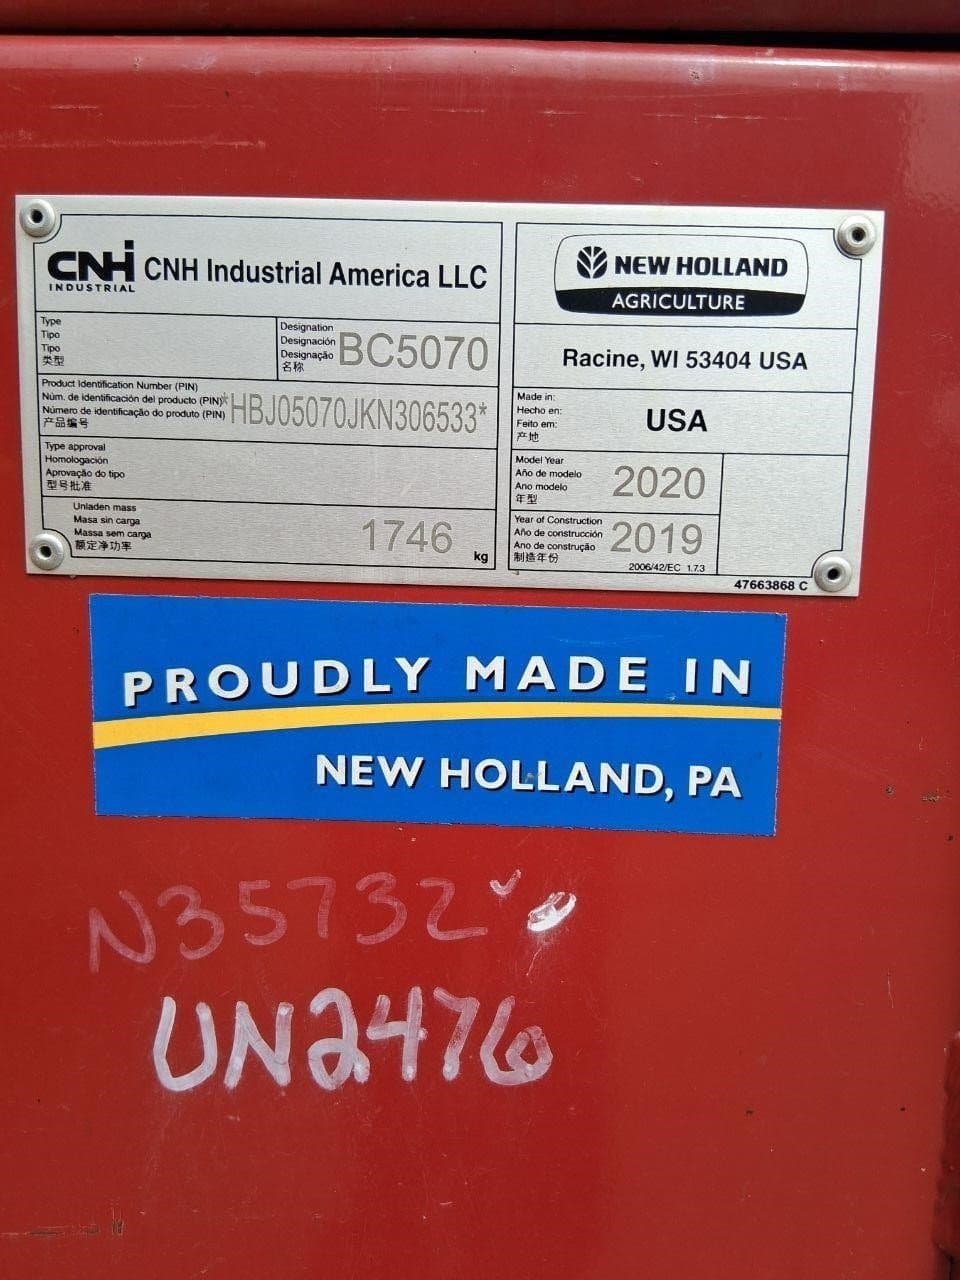 CNH
INDUSTRIAL
CNH Industrial America LLC
Type
Tipo
Tipo
类型
Designation
Designación
Designação
名称
BC5070
Product Identification Number (PIN)
Núm. de identificación del producto (PIN)
Número de identificação do produto (PIN)
产品编号
*HBJ05070JKN306533*
Type approval
Homologación
Aprovação do tipo
型号批准
Unladen mass
Masa sin carga
Massa sem carga
额定净功率
1746
kg
NEW HOLLAND
AGRICULTURE
Racine, WI 53404 USA
Made in:
Hecho en:
Feito em:
产地
USA
Model Year
Año de modelo
Ano modelo
年型
2020
Year of Construction
Año de construcción
Ano de construção
制造年份
2019
2006/42/EC 1.7.3
47663868 C
PROUDLY MADE IN
NEW HOLLAND, PA
N35732
UN2476